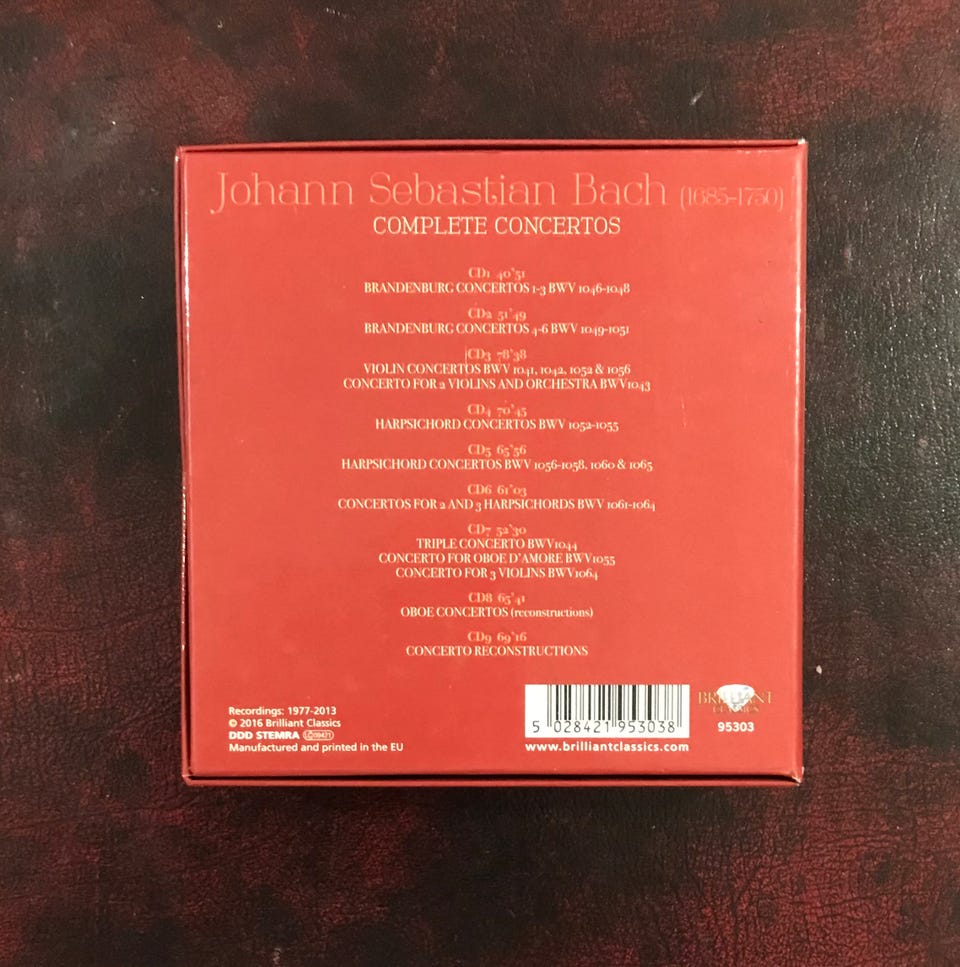 Johann Sebastian Bach (1685-1750)
COMPLETE CONCERTOS
CD1 40'51
BRANDENBURG CONCERTOS 1-3 BWV 1046-1048
CD2 51'49
BRANDENBURG CONCERTOS 4-6 BWV 1049-1051
CD3 78'38
VIOLIN CONCERTOS BWV 1041, 1042, 1052 & 1056
CONCERTO FOR 2 VIOLINS AND ORCHESTRA BWV1043
CD4 70'45
HARPSICHORD CONCERTOS BWV 1052-1055
CD5 65'56
HARPSICHORD CONCERTOS BWV 1056-1058, 1060 & 1065
CD6 61'03
CONCERTOS FOR 2 AND 3 HARPSICHORDS BWV 1061-1064
CD7 52'30
TRIPLE CONCERTO BWV1044
CONCERTO FOR OBOE D'AMORE BWV1055
CONCERTO FOR 3 VIOLINS BWV1064
CD8 65'41
OBOE CONCERTOS (reconstructions)
CD9 69'16
CONCERTO RECONSTRUCTIONS
Recordings: 1977-2013
© 2016 Brilliant Classics
DDD STEMRA LC 09421
Manufactured and printed in the EU
5 028421 953038
www.brilliantclassics.com
BRILLIANT
CLASSICS
95303